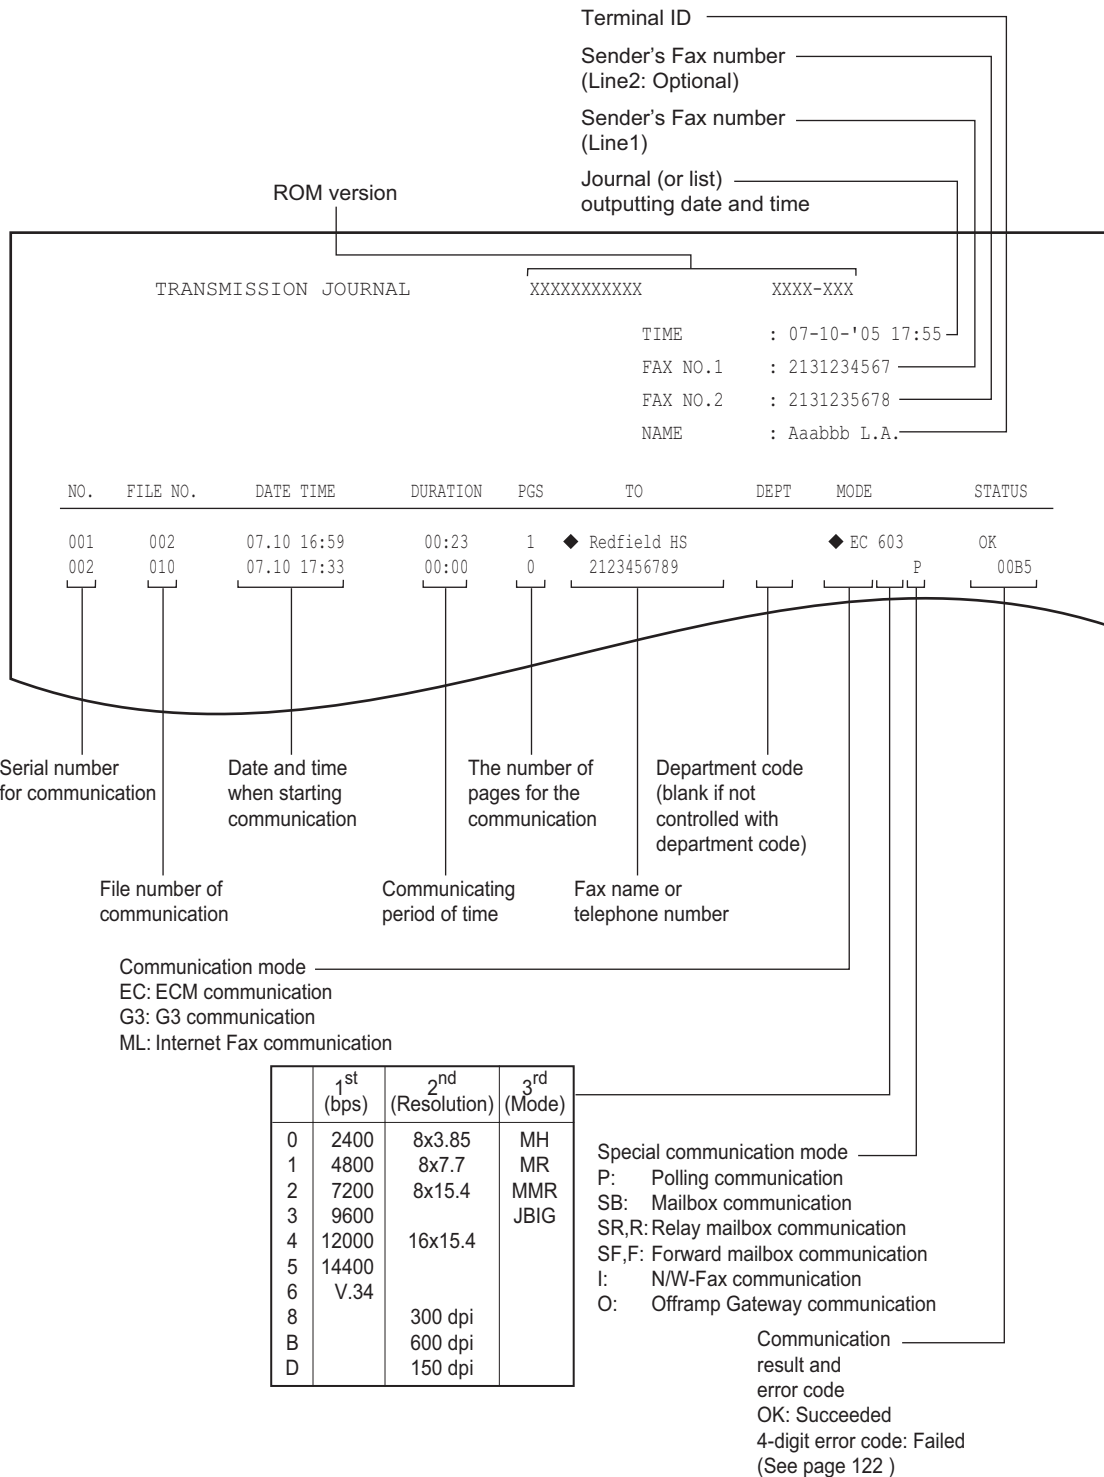 Terminal ID
Sender's Fax number
(Line2: Optional)
Sender's Fax number
(Line1)
Journal (or list)
outputting date and time
ROM version
TRANSMISSION JOURNAL XXXXXXXXXXX XXXX-XXX
TIME : 07-10-'05 17:55
FAX NO.1 : 2131234567
FAX NO.2 : 2131235678
NAME : Aaabbb L.A.
NO. FILE NO. DATE TIME DURATION PGS TO DEPT MODE STATUS
001 002 07.10 16:59 00:23 1 ◆ Redfield HS ◆ EC 603 OK
002 010 07.10 17:33 00:00 0 2123456789 P 00B5
Serial number
for communication
Date and time
when starting
communication
The number of
pages for the
communication
Department code
(blank if not
controlled with
department code)
File number of
communication
Communicating
period of time
Fax name or
telephone number
Communication mode
EC: ECM communication
G3: G3 communication
ML: Internet Fax communication
1st (bps) 2nd (Resolution) 3rd (Mode)
0 2400 8x3.85 MH
1 4800 8x7.7 MR
2 7200 8x15.4 MMR
3 9600 JBIG
4 12000 16x15.4
5 14400
6 V.34
8 300 dpi
B 600 dpi
D 150 dpi
Special communication mode
P: Polling communication
SB: Mailbox communication
SR,R: Relay mailbox communication
SF,F: Forward mailbox communication
I: N/W-Fax communication
O: Offramp Gateway communication
Communication
result and
error code
OK: Succeeded
4-digit error code: Failed
(See page 122 )